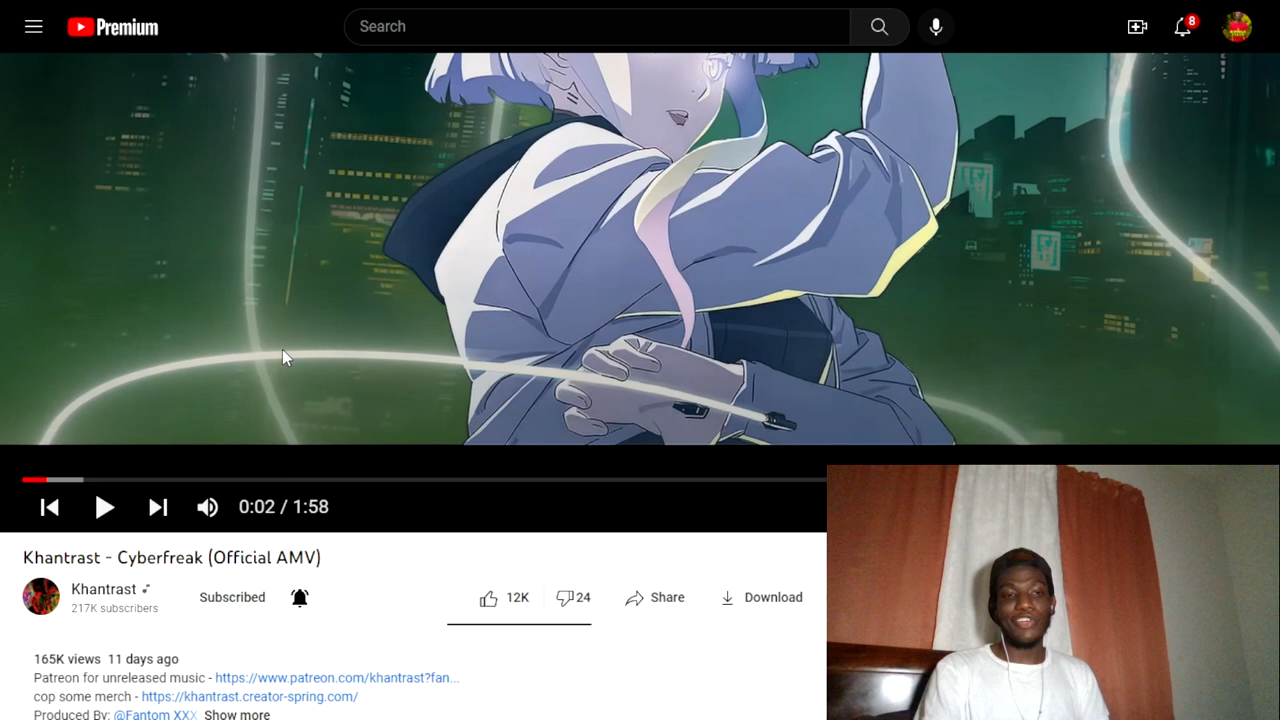 Premium
Search
8
0:02 / 1:58
Khantrast - Cyberfreak (Official AMV)
Khantrast
217K subscribers
Subscribed
12K
24
Share
Download
165K views 11 days ago
Patreon for unreleased music - https://www.patreon.com/khantrast?fan...
cop some merch - https://khantrast.creator-spring.com/
Produced By: @Fantom XXX Show more